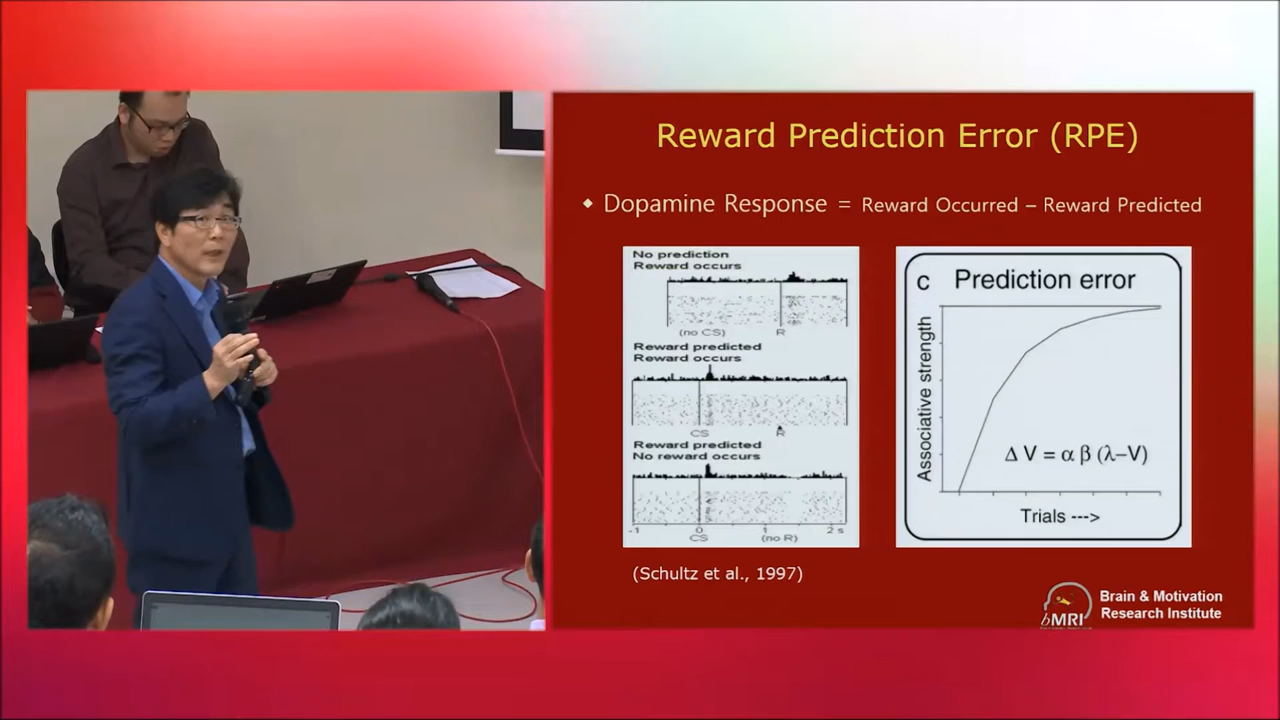 Reward Prediction Error (RPE)
◆ Dopamine Response = Reward Occurred – Reward Predicted
No prediction
Reward occurs
(no CS) R
Reward predicted
Reward occurs
CS R
Reward predicted
No reward occurs
-1 0 1 2 s
CS (no R)
(Schultz et al., 1997)
C Prediction error
Associative strength
Δ V = α β (λ–V)
Trials --->
bMRI
Brain & Motivation
Research Institute